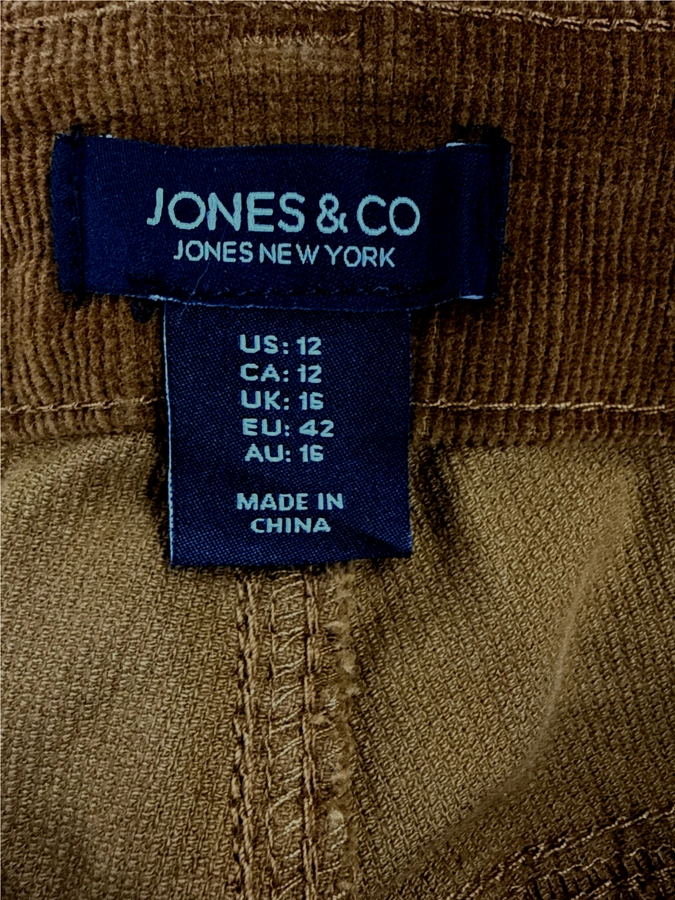 JONES & CO
JONES NEW YORK
US: 12
CA: 12
UK: 16
EU: 42
AU: 16
MADE IN
CHINA